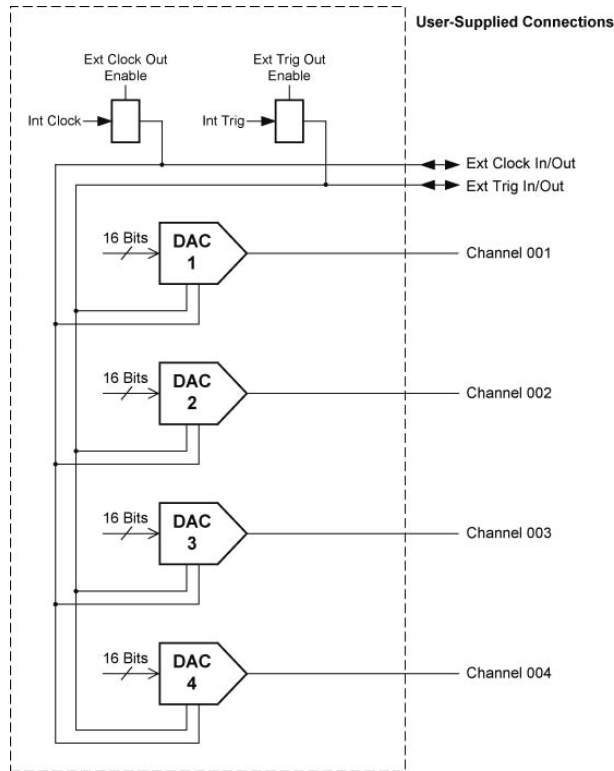 User-Supplied Connections
Ext Clock Out
Enable
Ext Trig Out
Enable
Int Clock
Int Trig
Ext Clock In/Out
Ext Trig In/Out
16 Bits
DAC
1
Channel 001
16 Bits
DAC
2
Channel 002
16 Bits
DAC
3
Channel 003
16 Bits
DAC
4
Channel 004